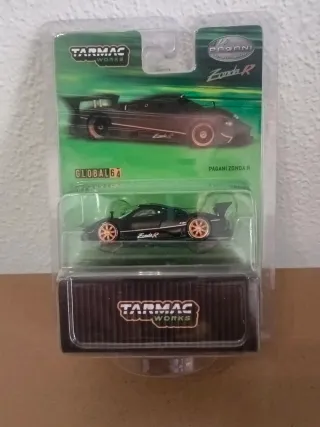 TARMAC
WORKS
PAGANI
Zonda R
GLOBAL64
PAGANI ZONDA R
Zonda R
TARMAC
WORKS